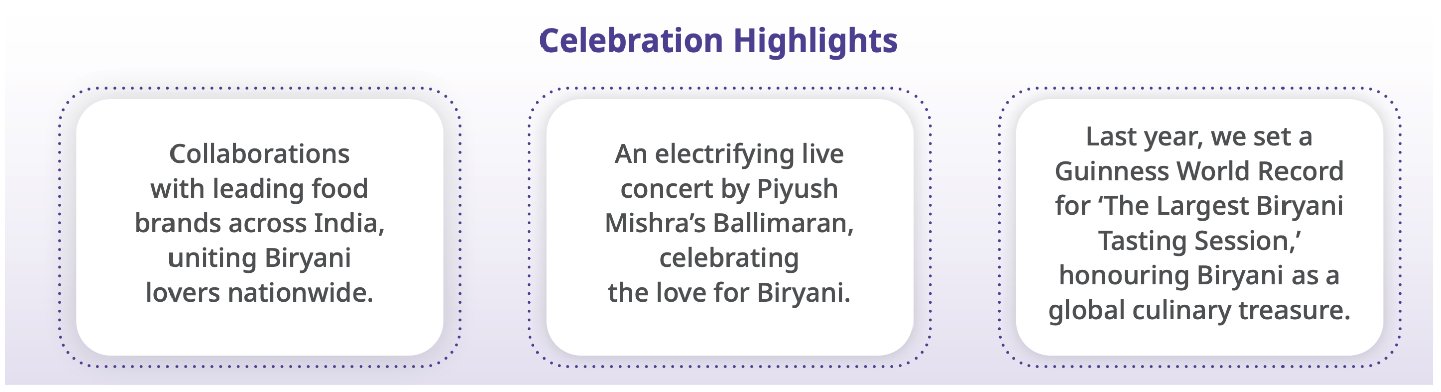 Celebration Highlights
Collaborations
with leading food
brands across India,
uniting Biryani
lovers nationwide.
An electrifying live
concert by Piyush
Mishra’s Ballimaran,
celebrating
the love for Biryani.
Last year, we set a
Guinness World Record
for ‘The Largest Biryani
Tasting Session,’
honouring Biryani as a
global culinary treasure.